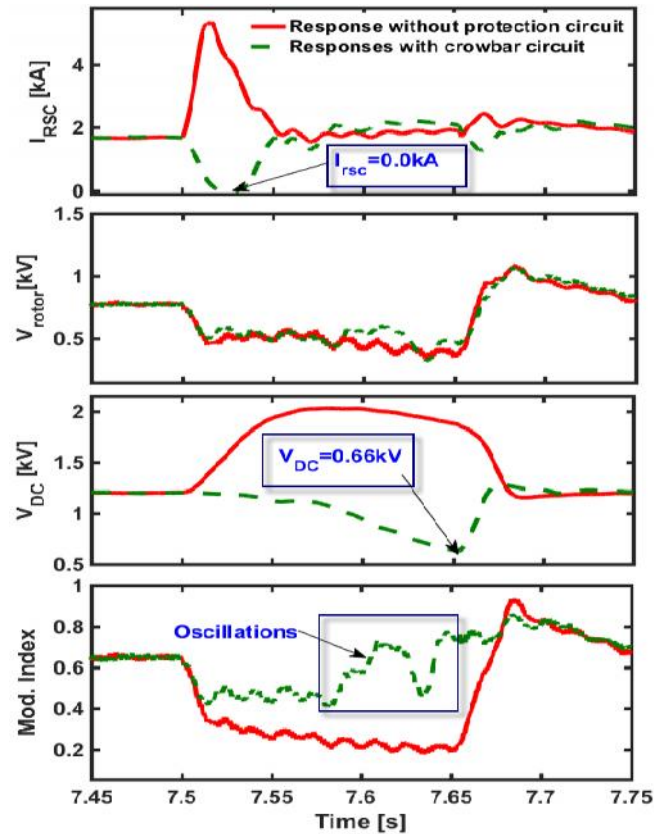 Response without protection circuit
Responses with crowbar circuit
I_RSC [kA]
4
2
0
I_rsc=0.0kA
V_rotor[kV]
1.5
1
0.5
V_DC [kV]
2
1.5
0.5
V_DC=0.66kV
Mod. Index
1
0.8
0.6
0.4
0.2
Oscillations
7.45 7.5 7.55 7.6 7.65 7.7 7.75
Time [s]